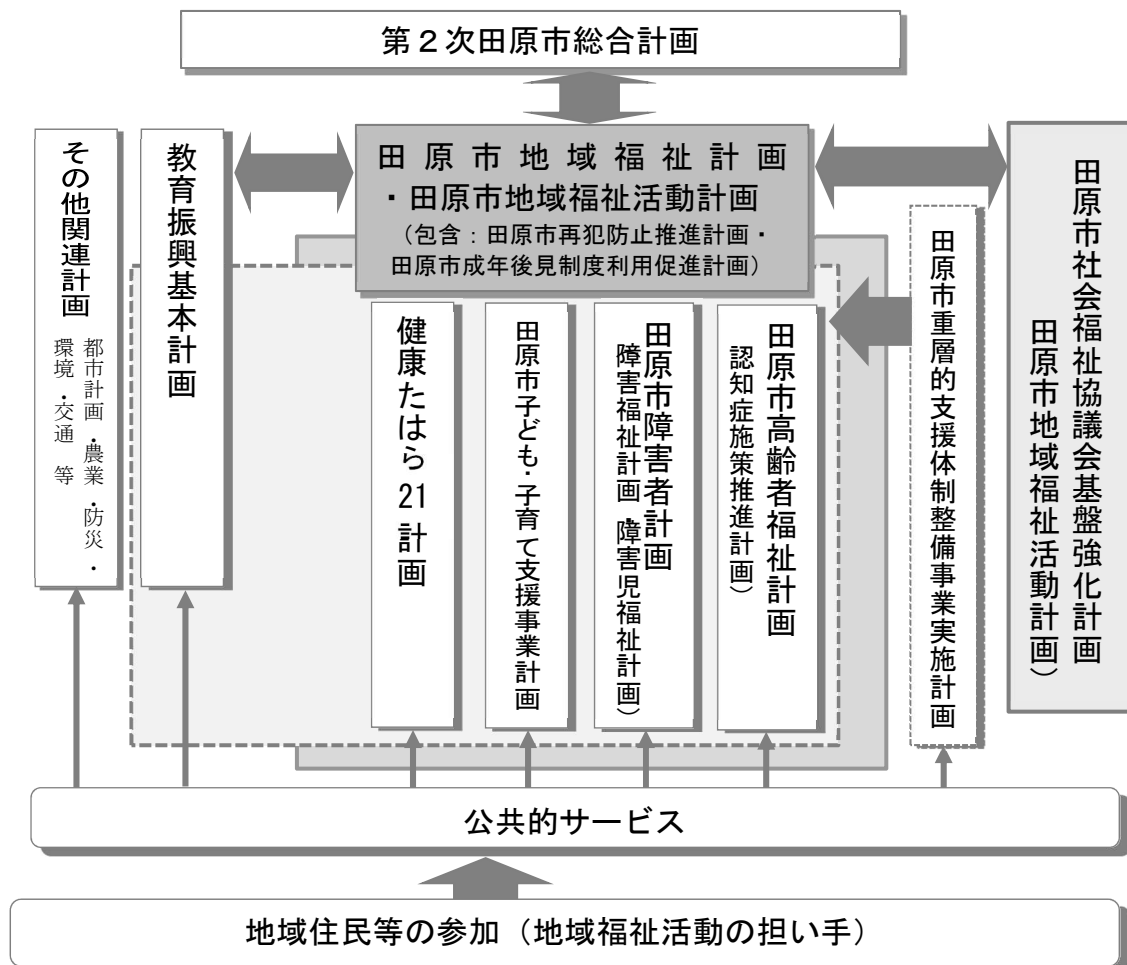 第２次田原市総合計画
田原市地域福祉計画
・田原市地域福祉活動計画
（包含：田原市再犯防止推進計画・
田原市成年後見制度利用促進計画）
その他関連計画
都市計画・農業・防災・
環境・交通　等
教育振興基本計画
健康たはら21計画
田原市子ども・子育て支援事業計画
田原市障害者計画
（障害福祉計画・障害児福祉計画）
田原市高齢者福祉計画
（認知症施策推進計画）
田原市重層的支援体制整備事業実施計画
田原市社会福祉協議会基盤強化計画
（田原市地域福祉活動計画）
公共的サービス
地域住民等の参加（地域福祉活動の担い手）